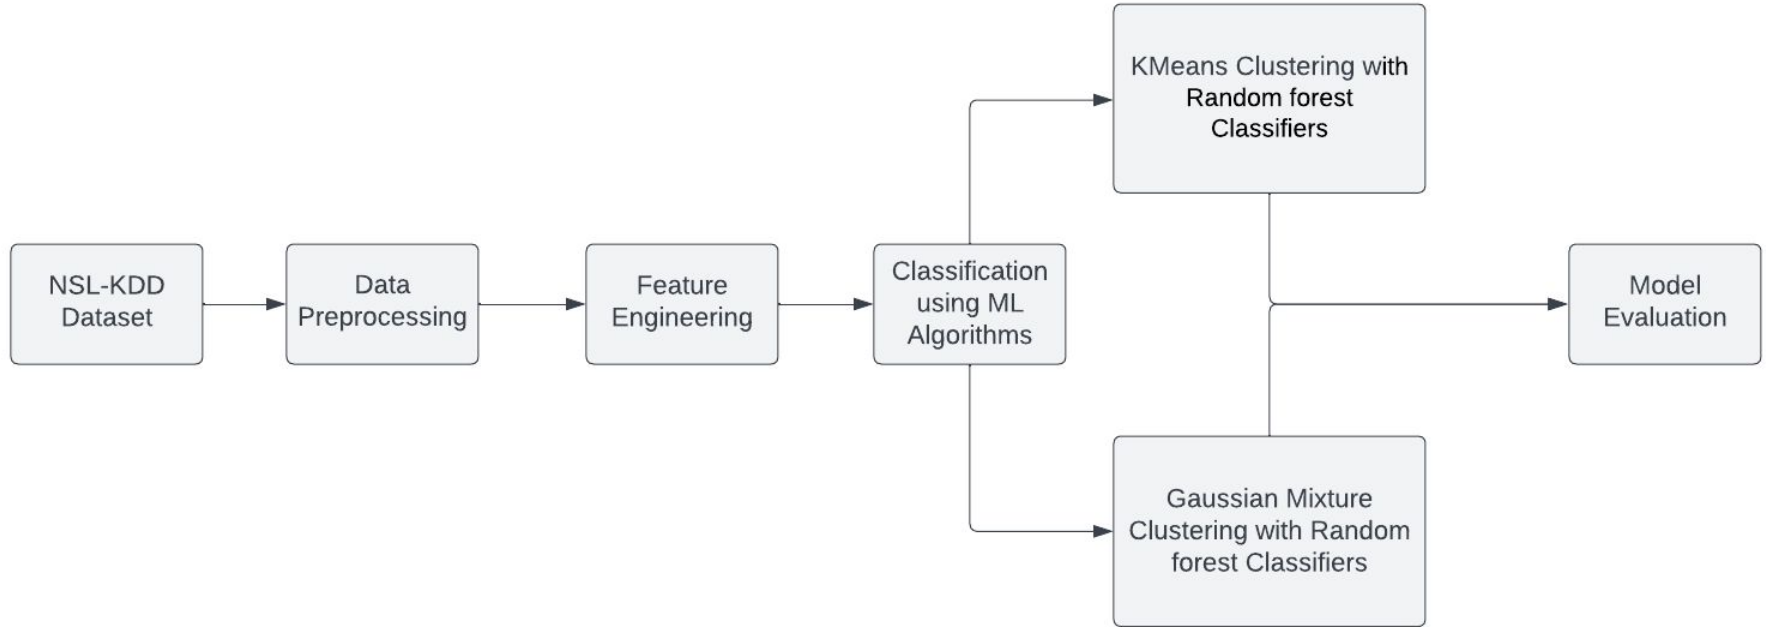 NSL-KDD
Dataset
Data
Preprocessing
Feature
Engineering
Classification
using ML
Algorithms
KMeans Clustering with
Random forest
Classifiers
Gaussian Mixture
Clustering with Random
forest Classifiers
Model
Evaluation